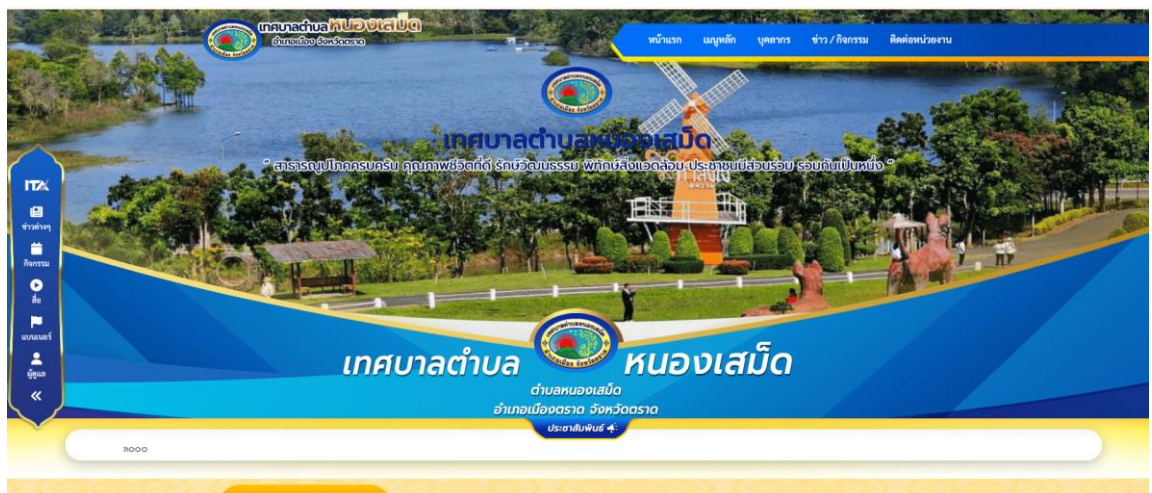 เทศบาลตำบลหนองเสม็ด
อำเภอเมือง จังหวัดตราด
หน้าแรก เมนูหลัก บุคลากร ข่าว / กิจกรรม ติดต่อหน่วยงาน
เทศบาลตำบลหนองเสม็ด
" สาธารณูปโภคครบครัน คุณภาพชีวิตที่ดี รักษ์วัฒนธรรม พิทักษ์สิ่งแวดล้อม ประชาชนมีส่วนร่วม รวมกันเป็นหนึ่ง "
ITA
ข่าวต่างๆ
กิจกรรม
สื่อ
แบนเนอร์
ผู้ดูแล
เทศบาลตำบล หนองเสม็ด
ตำบลหนองเสม็ด
อำเภอเมืองตราด จังหวัดตราด
ประชาสัมพันธ์